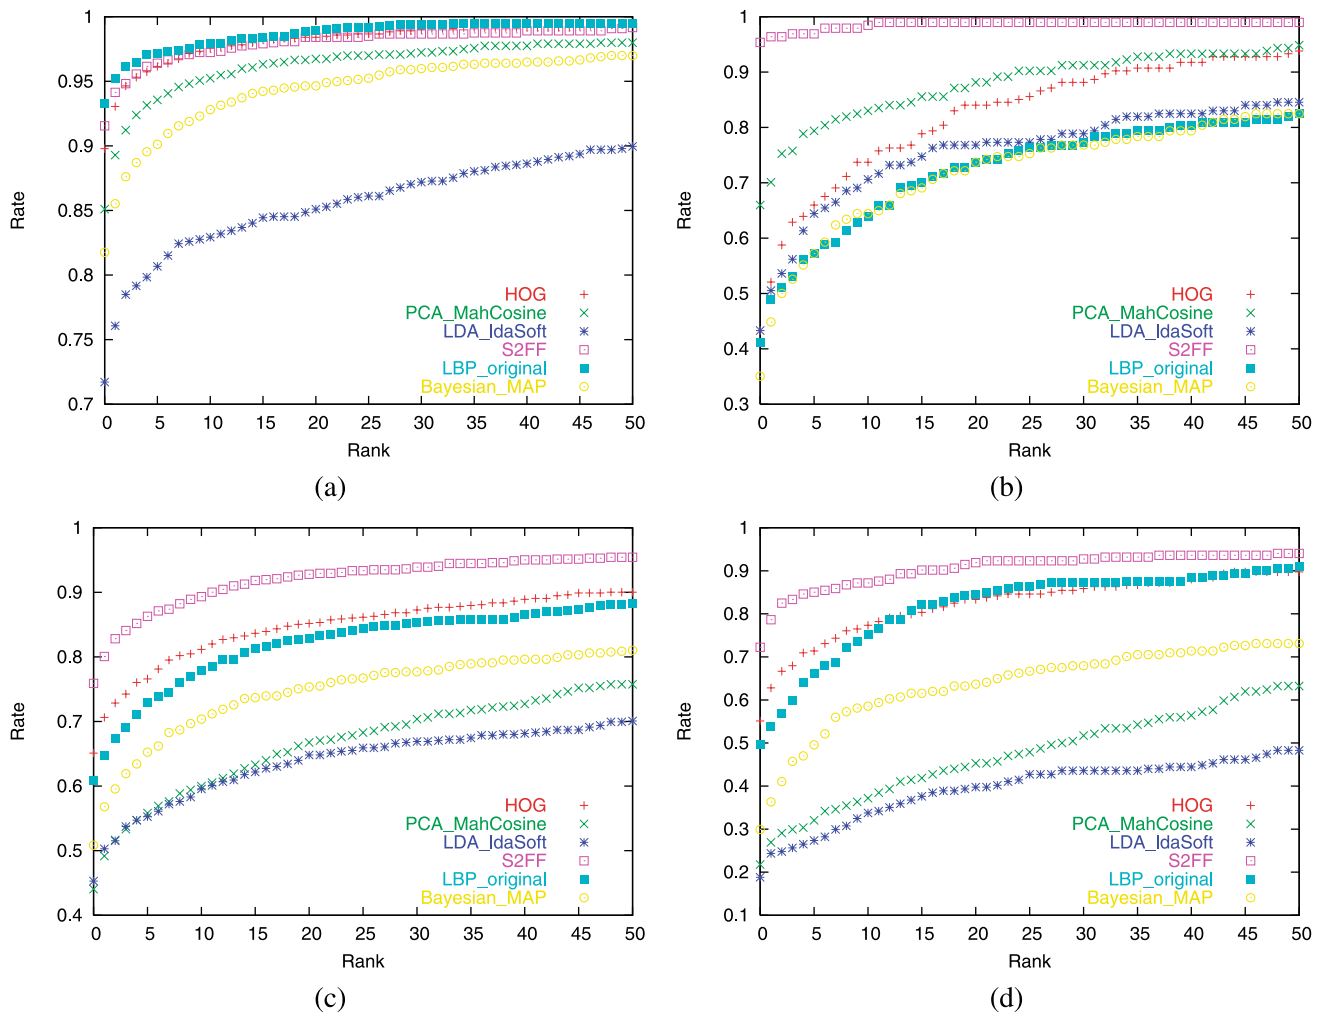 1
0.95
0.9
0.85
0.8
0.75
0.7
Rate
0 5 10 15 20 25 30 35 40 45 50
Rank
HOG
PCA_MahCosine
LDA_ldaSoft
S2FF
LBP_original
Bayesian_MAP
(a)
1
0.9
0.8
0.7
0.6
0.5
0.4
0.3
Rate
0 5 10 15 20 25 30 35 40 45 50
Rank
HOG
PCA_MahCosine
LDA_ldaSoft
S2FF
LBP_original
Bayesian_MAP
(b)
1
0.9
0.8
0.7
0.6
0.5
0.4
Rate
0 5 10 15 20 25 30 35 40 45 50
Rank
HOG
PCA_MahCosine
LDA_ldaSoft
S2FF
LBP_original
Bayesian_MAP
(c)
1
0.9
0.8
0.7
0.6
0.5
0.4
0.3
0.2
0.1
Rate
0 5 10 15 20 25 30 35 40 45 50
Rank
HOG
PCA_MahCosine
LDA_ldaSoft
S2FF
LBP_original
Bayesian_MAP
(d)